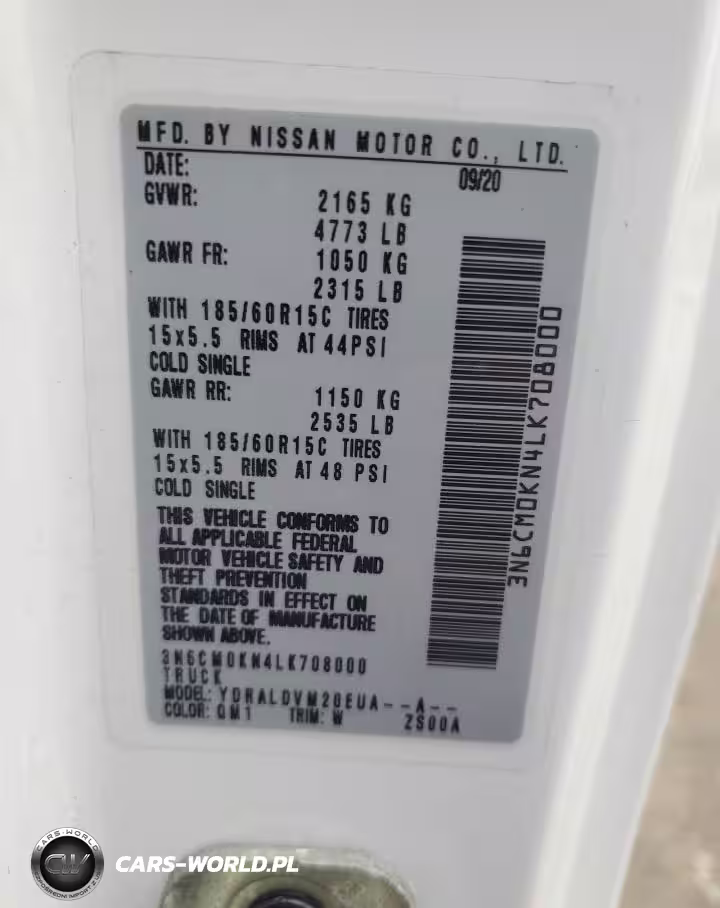 MFD. BY NISSAN MOTOR CO., LTD.
DATE: 09/20
GVWR: 2165 KG
4773 LB
GAWR FR: 1050 KG
2315 LB
WITH 185/60R15C TIRES
15x5.5 RIMS AT 44PSI
COLD SINGLE
GAWR RR: 1150 KG
2535 LB
WITH 185/60R15C TIRES
15x5.5 RIMS AT 48 PSI
COLD SINGLE
THIS VEHICLE CONFORMS TO
ALL APPLICABLE FEDERAL
MOTOR VEHICLE SAFETY AND
THEFT PREVENTION
STANDARDS IN EFFECT ON
THE DATE OF MANUFACTURE
SHOWN ABOVE.
3N6CM0KN4LK708000
TRUCK
MODEL: YDRALDVM20EUA--A--
COLOR: QM1 TRIM: W ZS00A
3N6CM0KN4LK708000
CARS-WORLD
CW
CARS-WORLD.PL